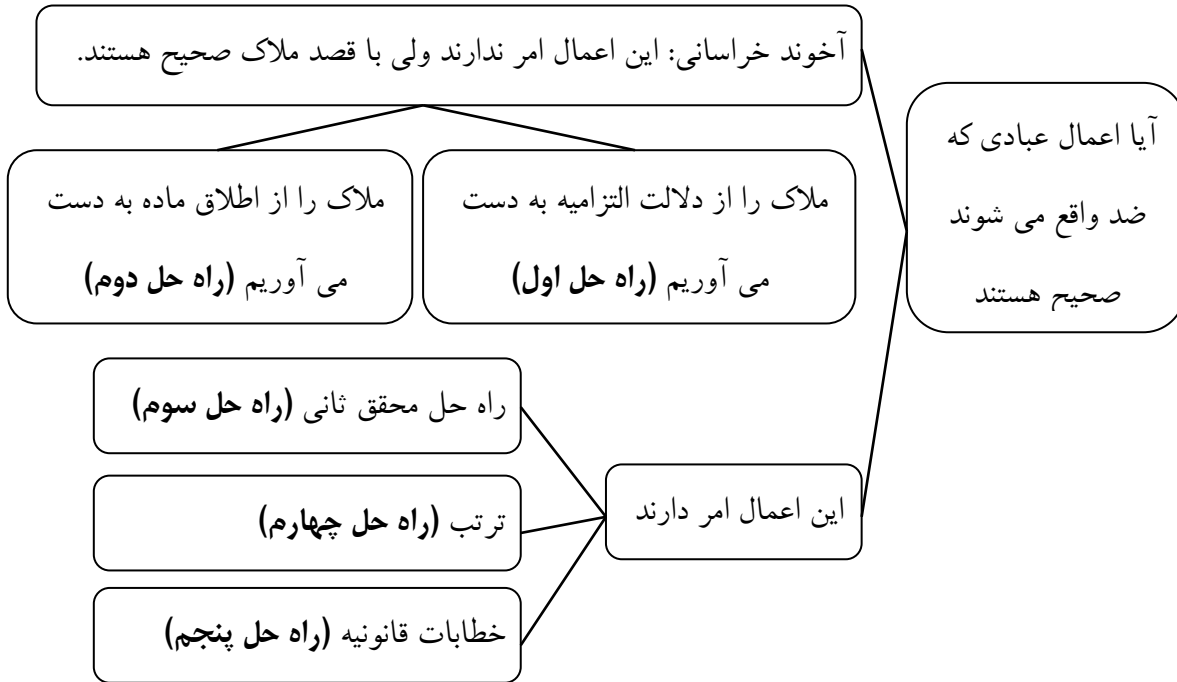 آیا اعمال عبادی که
ضد واقع می شوند
صحیح هستند
آخوند خراسانی: این اعمال امر ندارند ولی با قصد ملاک صحیح هستند.
ملاک را از دلالت التزامیه به دست
می آوریم (راه حل اول)
ملاک را از اطلاق ماده به دست
می آوریم (راه حل دوم)
این اعمال امر دارند
راه حل محقق ثانی (راه حل سوم)
ترتب (راه حل چهارم)
خطابات قانونیه (راه حل پنجم)